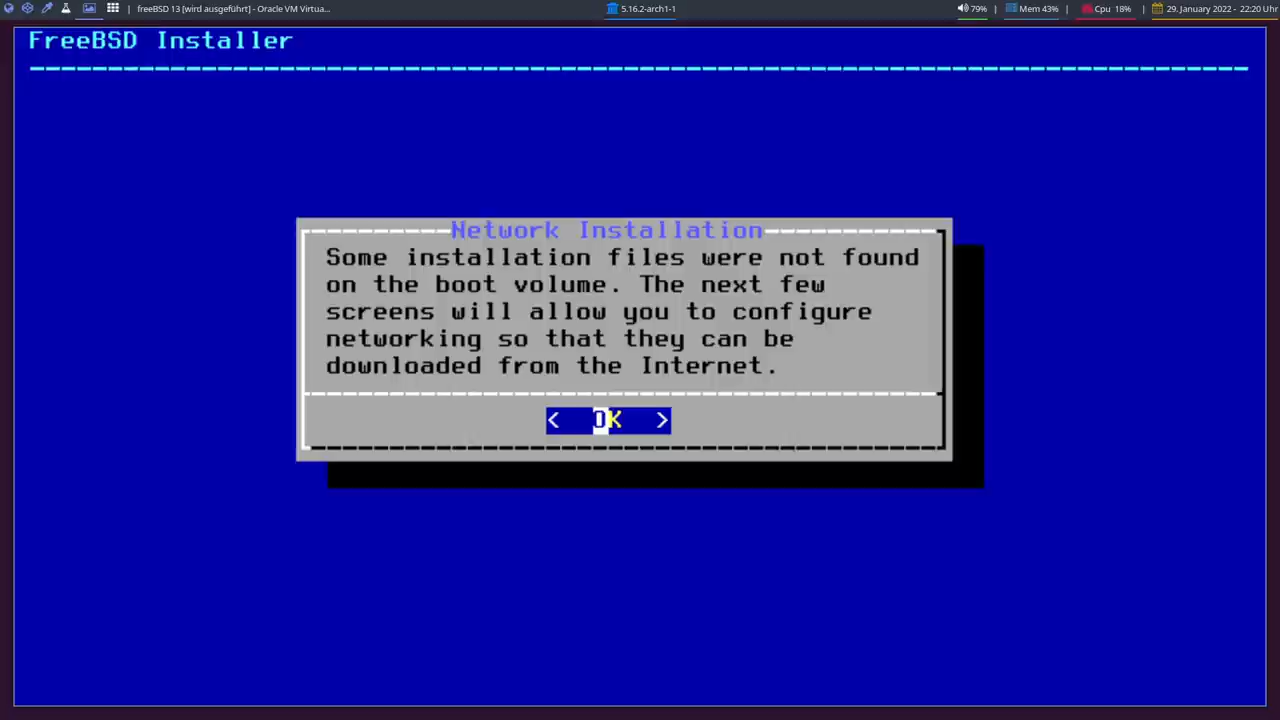 freeBSD 13 [wird ausgeführt] - Oracle VM Virtua...
5.16.2-arch1-1
79% | Mem 43% | Cpu 18% | 29. January 2022 - 22:20 Uhr
FreeBSD Installer
Network Installation
Some installation files were not found
on the boot volume. The next few
screens will allow you to configure
networking so that they can be
downloaded from the Internet.
< OK >